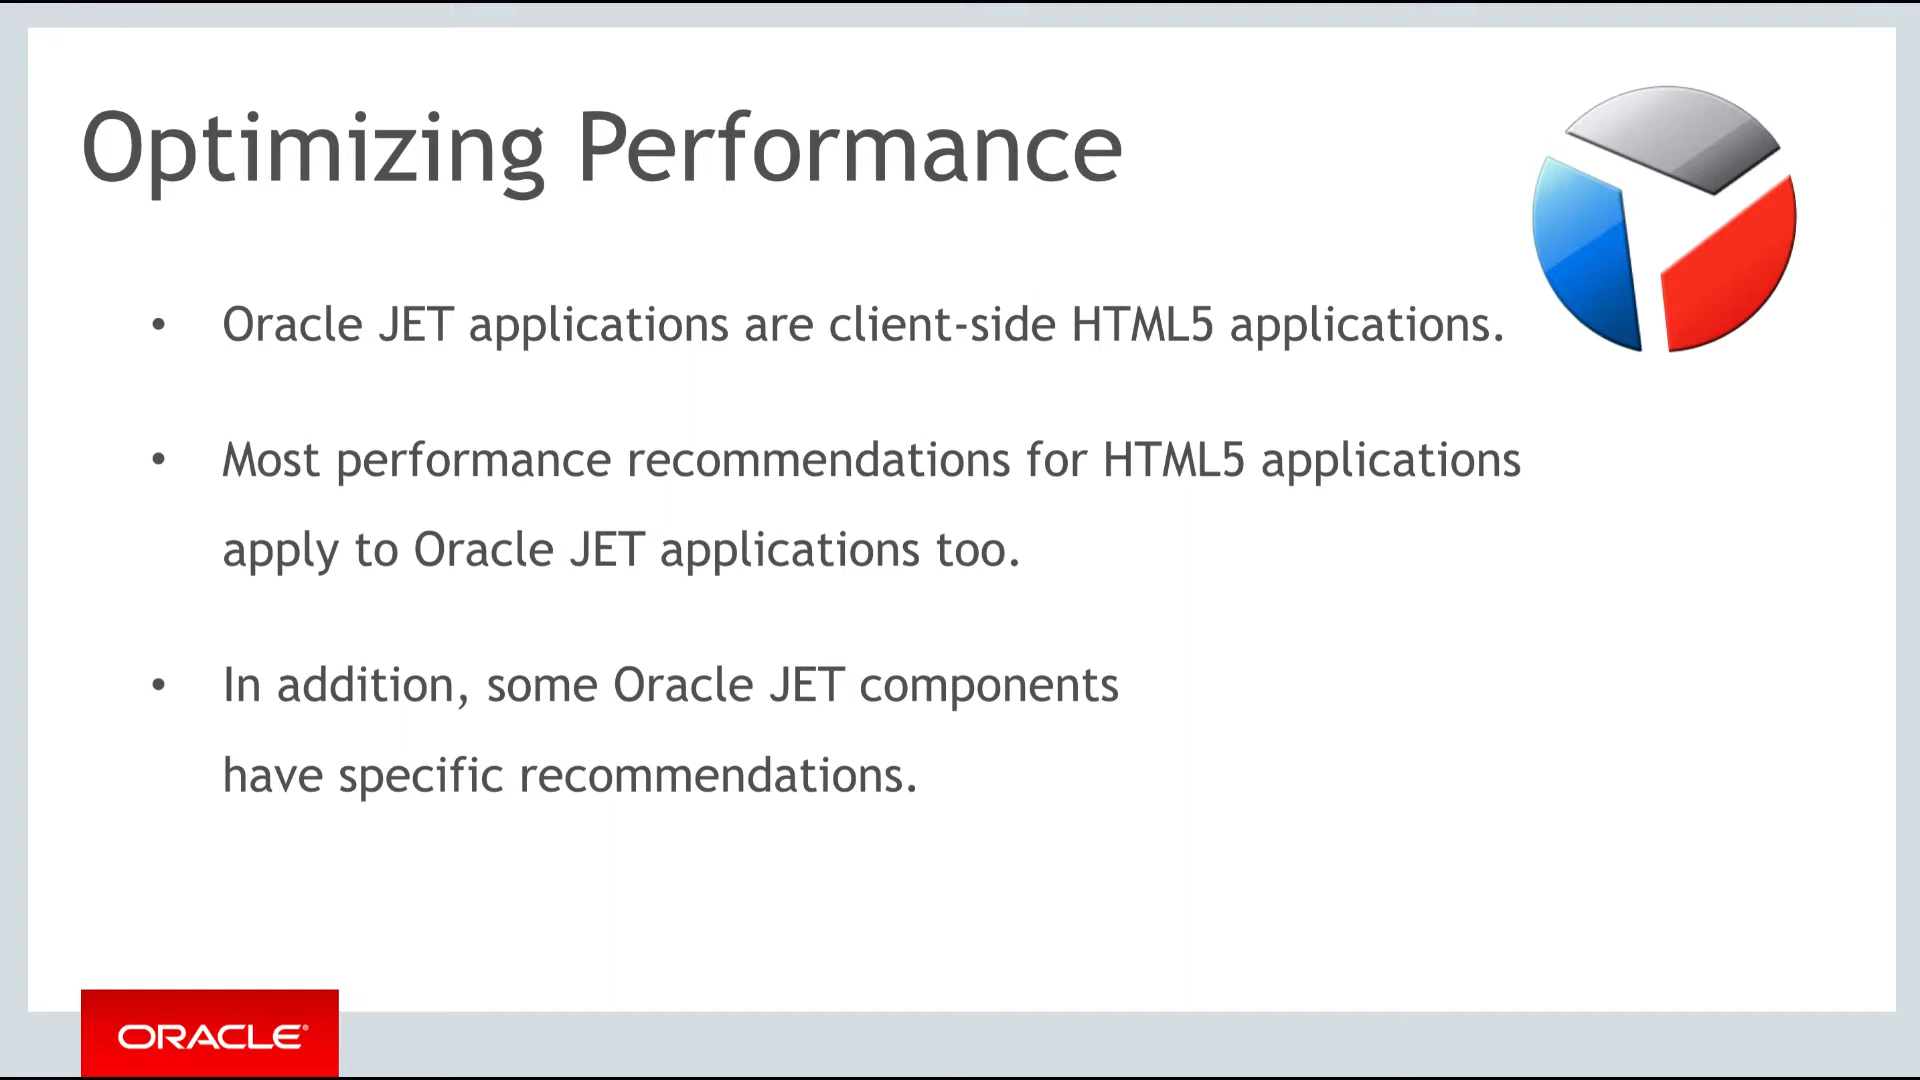 Optimizing Performance
• Oracle JET applications are client-side HTML5 applications.
• Most performance recommendations for HTML5 applications
apply to Oracle JET applications too.
• In addition, some Oracle JET components
have specific recommendations.
ORACLE®